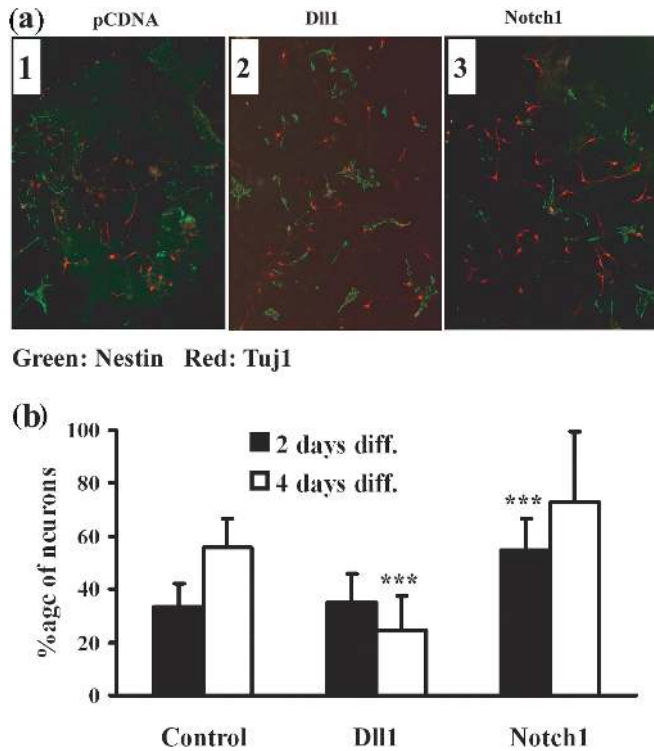 (a) pCDNA Dll1 Notch1
1 2 3
Green: Nestin Red: Tuj1
(b)
100
80
60
40
20
0
%age of neurons
2 days diff.
4 days diff.
***
***
Control Dll1 Notch1